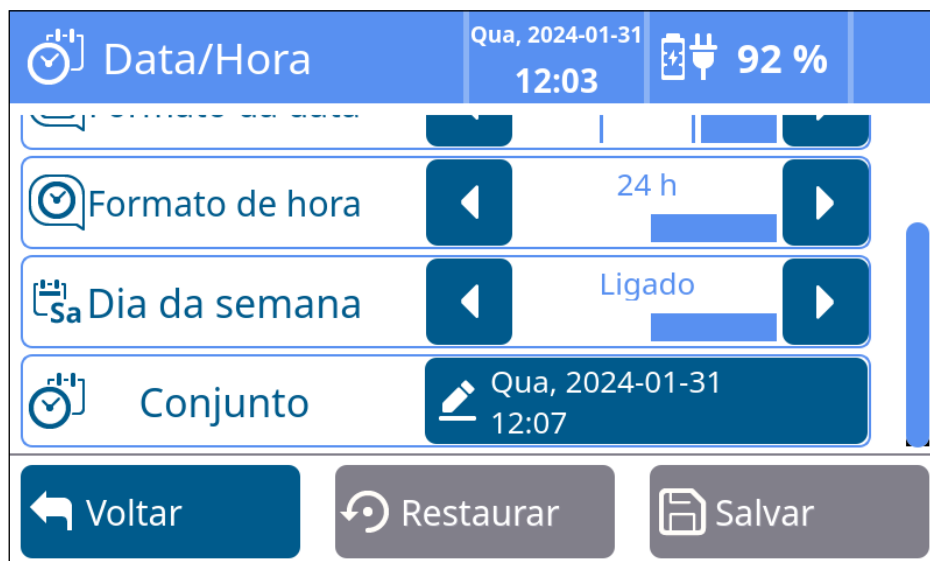 Data/Hora
Qua, 2024-01-31
12:03
92 %
Formato de hora
24 h
Sa
Dia da semana
Ligado
Conjunto
Qua, 2024-01-31
12:07
Voltar
Restaurar
Salvar